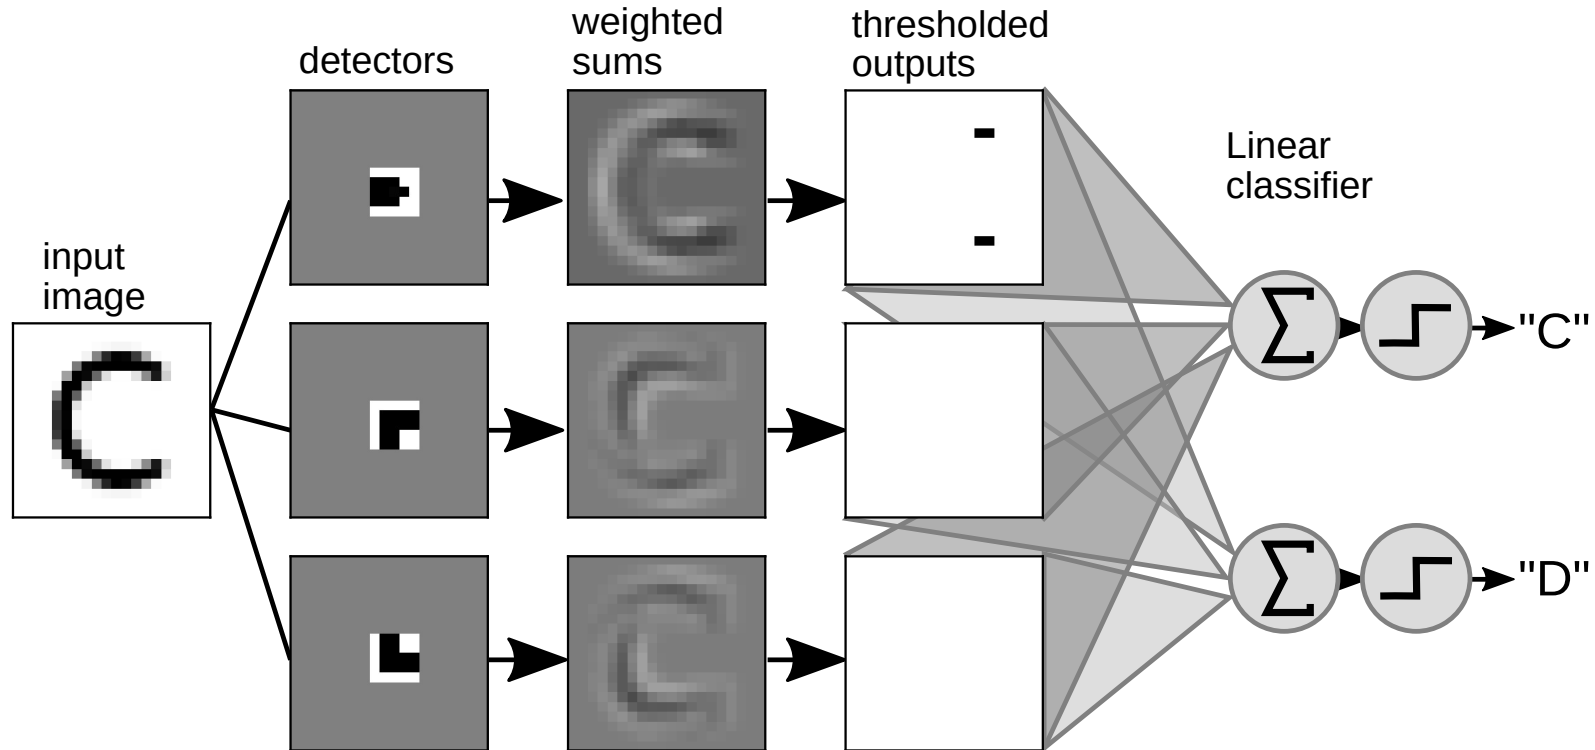 detectors
weighted
sums
thresholded
outputs
Linear
classifier
input
image
Σ
"C"
Σ
"D"